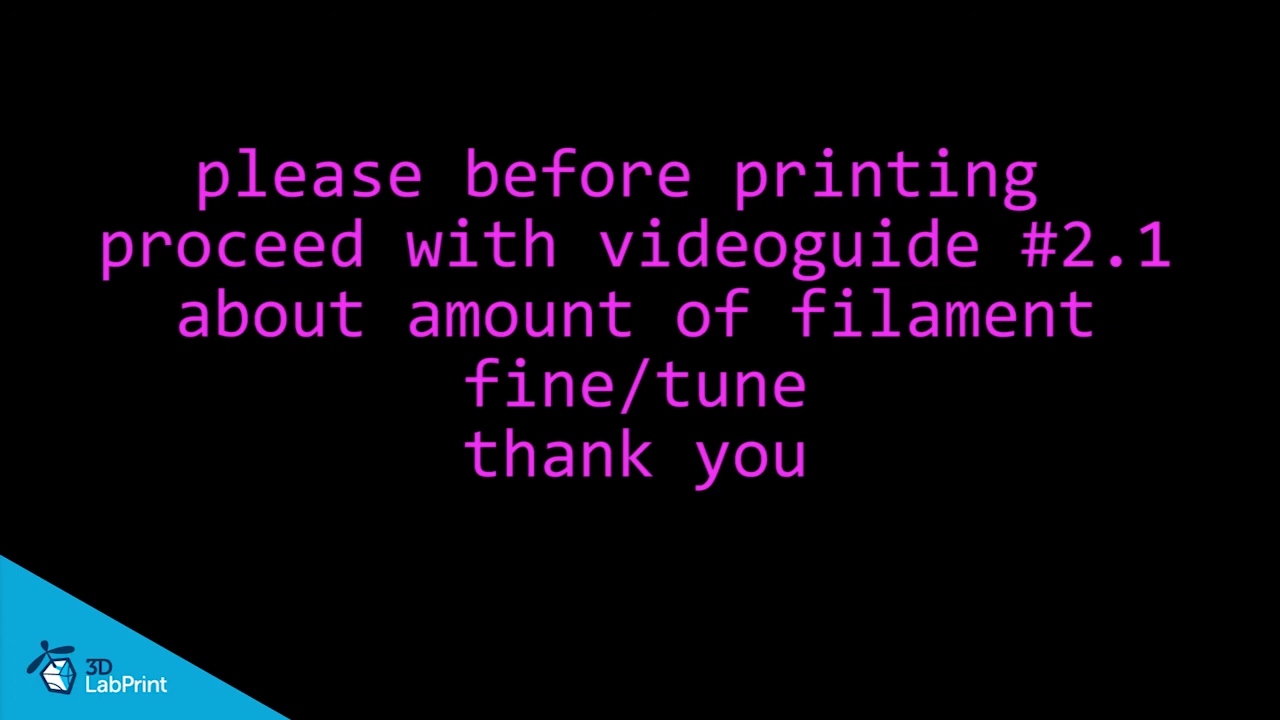 please before printing
proceed with videoguide #2.1
about amount of filament
fine/tune
thank you
3D
LabPrint